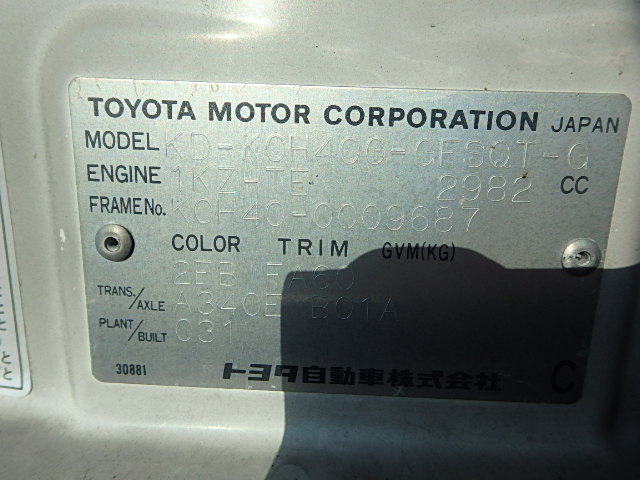 TOYOTA MOTOR CORPORATION JAPAN
MODEL KD-KCH40G-GFSQT-G
ENGINE 1KZ-TE 2982 CC
FRAME No. KCH40-0009687
COLOR TRIM GVM(KG)
2EB FA60
TRANS./AXLE A340E B01A
PLANT/BUILT C31
30881 トヨタ自動車株式会社 C